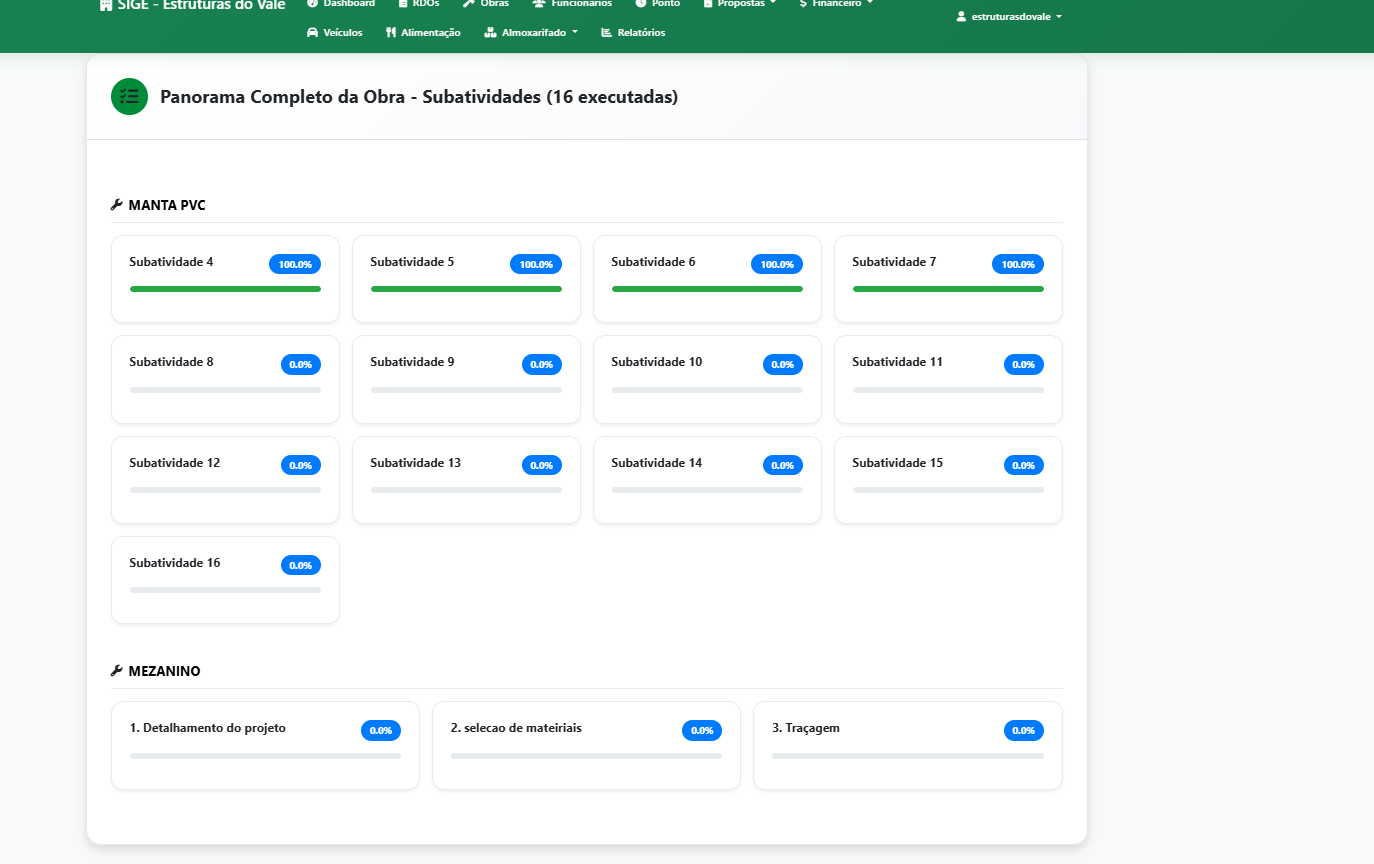 SIGE - Estruturas do Vale
Dashboard RDOs Obras Funcionários Ponto Propostas Financeiro
estruturasdovale
Veículos Alimentação Almoxarifado Relatórios
Panorama Completo da Obra - Subatividades (16 executadas)
MANTA PVC
Subatividade 4 100.0% Subatividade 5 100.0% Subatividade 6 100.0% Subatividade 7 100.0%
Subatividade 8 0.0% Subatividade 9 0.0% Subatividade 10 0.0% Subatividade 11 0.0%
Subatividade 12 0.0% Subatividade 13 0.0% Subatividade 14 0.0% Subatividade 15 0.0%
Subatividade 16 0.0%
MEZANINO
1. Detalhamento do projeto 0.0% 2. selecao de mateiriais 0.0% 3. Traçagem 0.0%